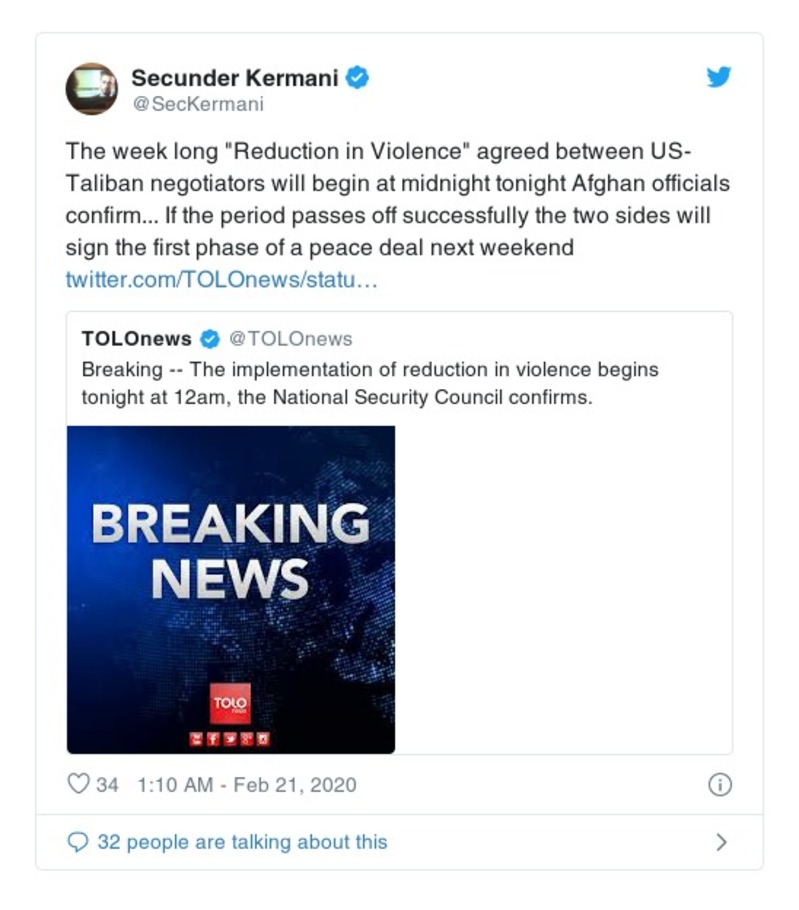 Secunder Kermani
@SecKermani
The week long "Reduction in Violence" agreed between US-
Taliban negotiators will begin at midnight tonight Afghan officials
confirm... If the period passes off successfully the two sides will
sign the first phase of a peace deal next weekend
twitter.com/TOLOnews/statu…
TOLOnews @TOLOnews
Breaking -- The implementation of reduction in violence begins
tonight at 12am, the National Security Council confirms.
BREAKING
NEWS
TOLO
news
34 1:10 AM - Feb 21, 2020
32 people are talking about this